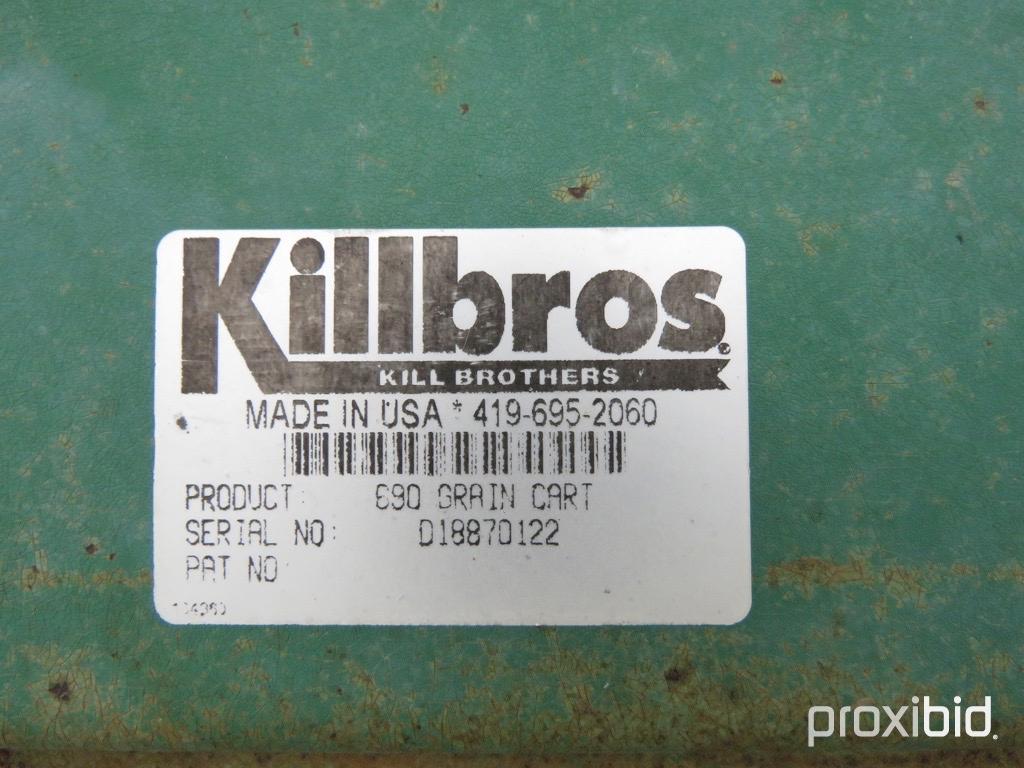 Killbros.
KILL BROTHERS
MADE IN USA * 419-695-2060
PRODUCT: 690 GRAIN CART
SERIAL NO: D18870122
PAT NO
proxibid.